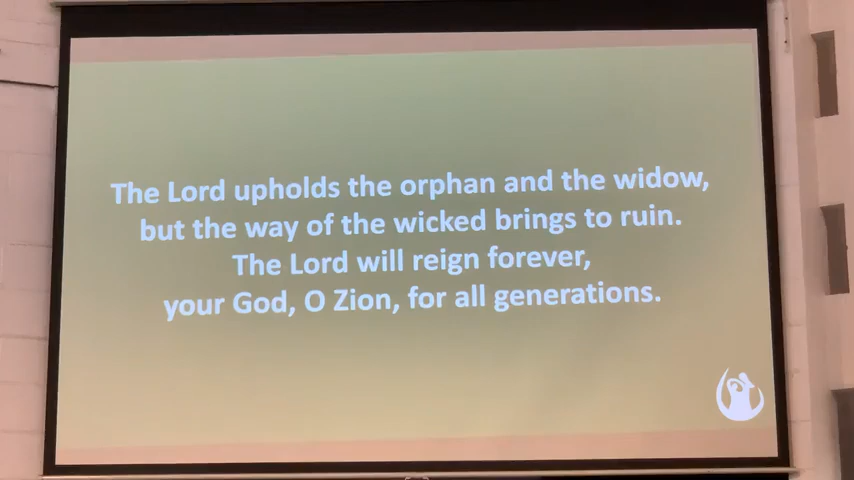 The Lord upholds the orphan and the widow,
but the way of the wicked brings to ruin.
The Lord will reign forever,
your God, O Zion, for all generations.